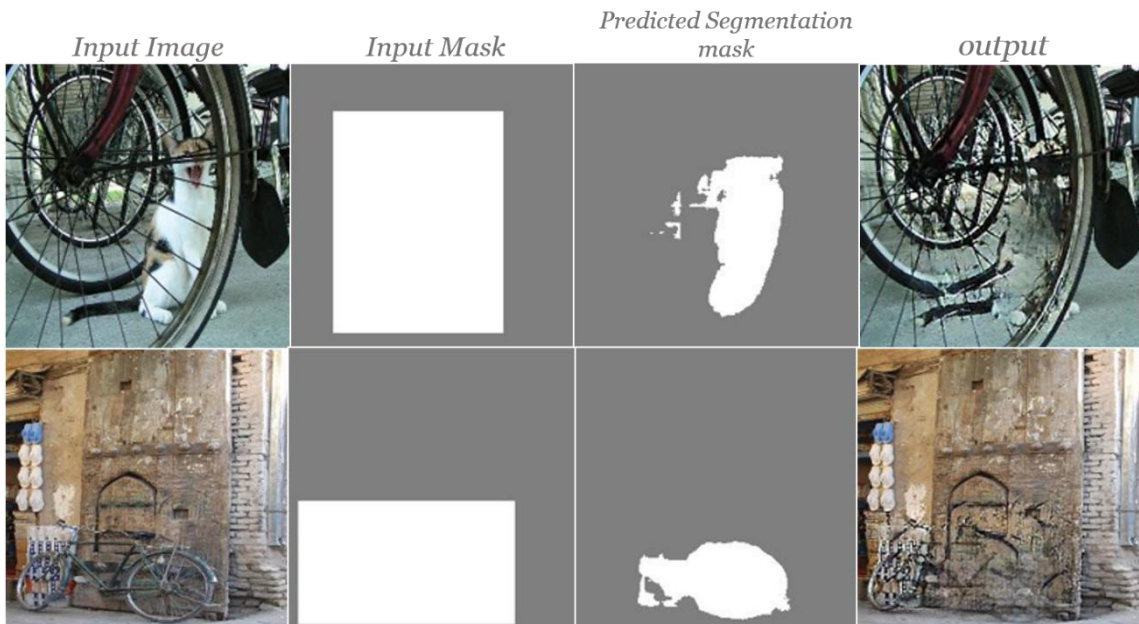 Input Image
Input Mask
Predicted Segmentation
mask
output